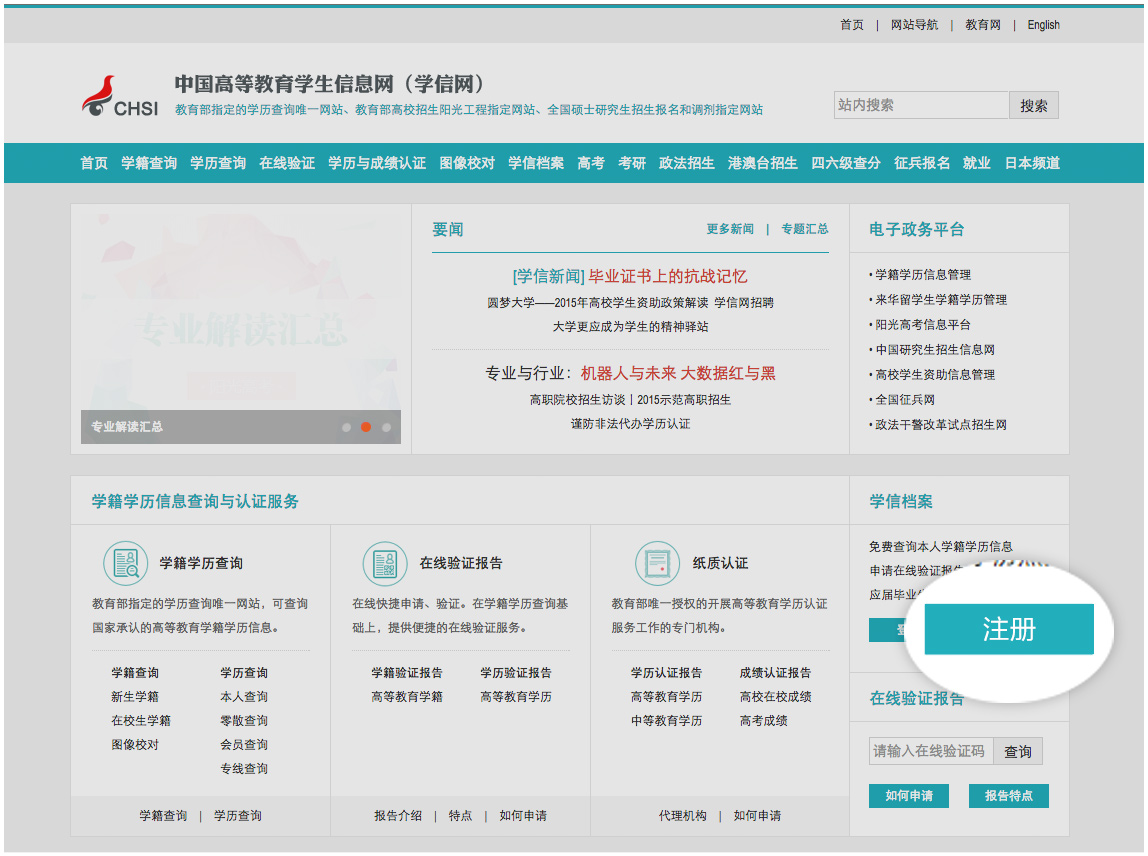 首页 | 网站导航 | 教育网 | English
中国高等教育学生信息网（学信网）
CHSI
教育部指定的学历查询唯一网站、教育部高校招生阳光工程指定网站、全国硕士研究生招生报名和调剂指定网站
站内搜索 搜索
首页 学籍查询 学历查询 在线验证 学历与成绩认证 图像校对 学信档案 高考 考研 政法招生 港澳台招生 四六级查分 征兵报名 就业 日本频道
专业解读汇总
专业解读汇总
要闻 更多新闻 | 专题汇总
[学信新闻] 毕业证书上的抗战记忆
圆梦大学——2015年高校学生资助政策解读 学信网招聘
大学更应成为学生的精神驿站
专业与行业：机器人与未来 大数据红与黑
高职院校招生访谈丨2015示范高职招生
谨防非法代办学历认证
电子政务平台
• 学籍学历信息管理
• 来华留学生学籍学历管理
• 阳光高考信息平台
• 中国研究生招生信息网
• 高校学生资助信息管理
• 全国征兵网
• 政法干警改革试点招生网
学籍学历信息查询与认证服务
学籍学历查询
教育部指定的学历查询唯一网站，可查询
国家承认的高等教育学籍学历信息。
学籍查询 学历查询
新生学籍 本人查询
在校生学籍 零散查询
图像校对 会员查询
专线查询
学籍查询 | 学历查询
在线验证报告
在线快捷申请、验证。在学籍学历查询基
础上，提供便捷的在线验证服务。
学籍验证报告 学历验证报告
高等教育学籍 高等教育学历
报告介绍 | 特点 | 如何申请
纸质认证
教育部唯一授权的开展高等教育学历认证
服务工作的专门机构。
学历认证报告 成绩认证报告
高等教育学历 高校在校成绩
中等教育学历 高考成绩
代理机构 | 如何申请
学信档案
免费查询本人学籍学历信息
申请在线验证报
应届毕业
注册
在线验证报告
请输入在线验证码 查询
如何申请 报告特点